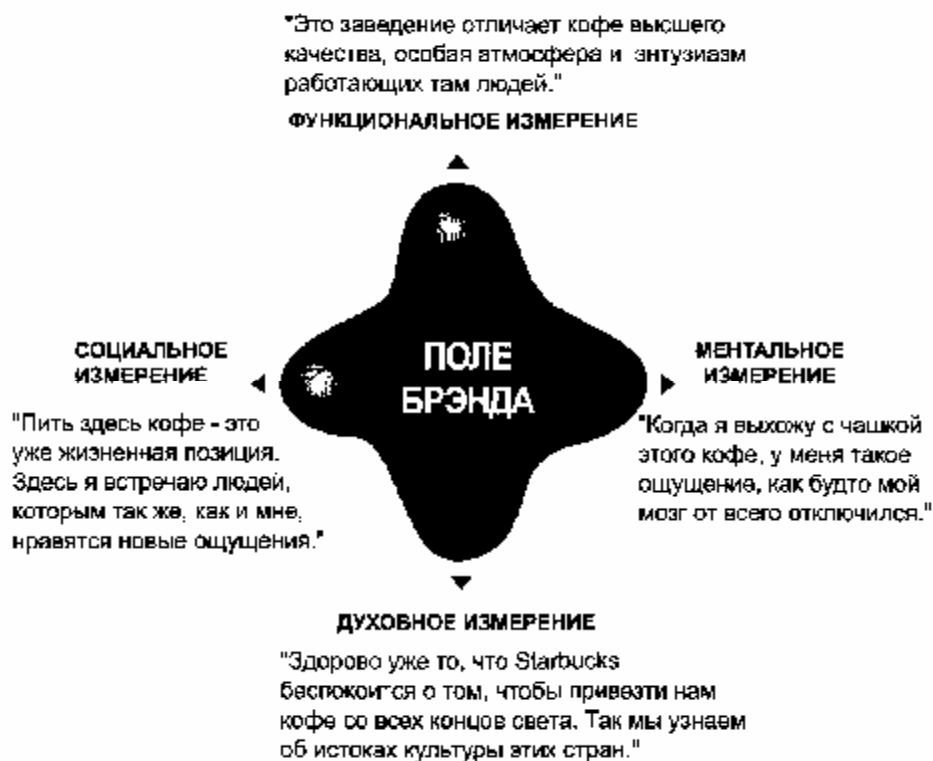 "Это заведение отличает кофе высшего
качества, особая атмосфера и энтузиазм
работающих там людей."
ФУНКЦИОНАЛЬНОЕ ИЗМЕРЕНИЕ
СОЦИАЛЬНОЕ
ИЗМЕРЕНИЕ
"Пить здесь кофе - это
уже жизненная позиция.
Здесь я встречаю людей,
которым так же, как и мне,
нравятся новые ощущения."
ПОЛЕ
БРЭНДА
МЕНТАЛЬНОЕ
ИЗМЕРЕНИЕ
"Когда я выхожу с чашкой
этого кофе, у меня такое
ощущение, как будто мой
мозг от всего отключился."
ДУХОВНОЕ ИЗМЕРЕНИЕ
"Здорово уже то, что Starbucks
беспокоится о том, чтобы привезти нам
кофе со всех концов света. Так мы узнаем
об истоках культуры этих стран."